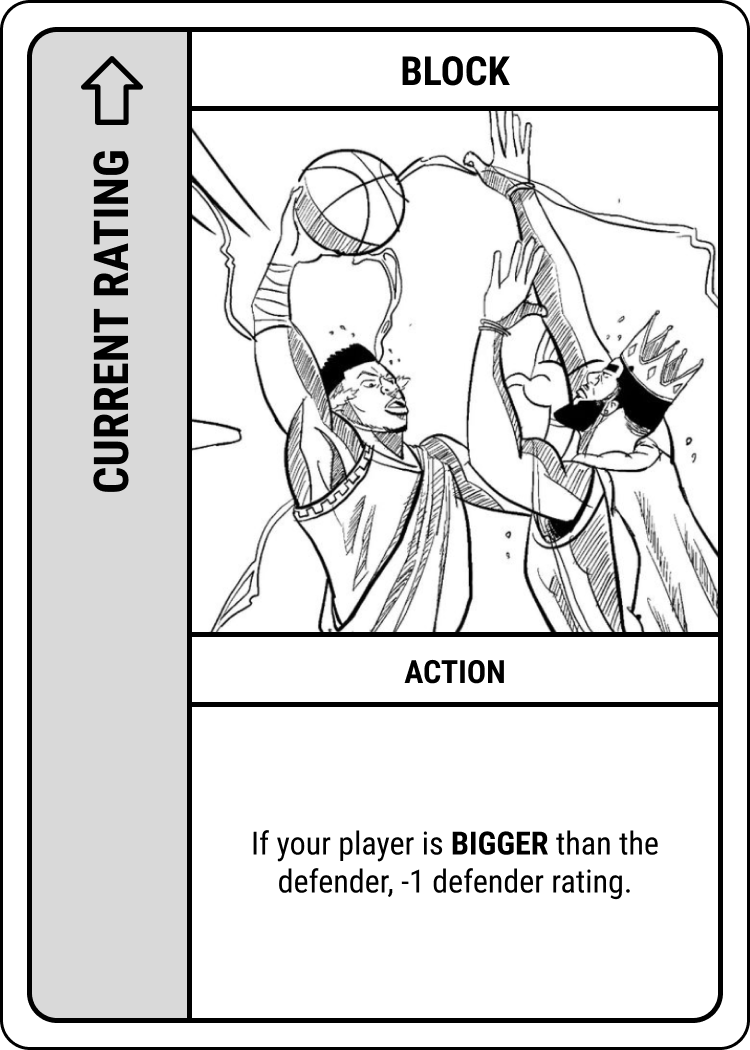 CURRENT RATING
BLOCK
ACTION
If your player is BIGGER than the
defender, -1 defender rating.